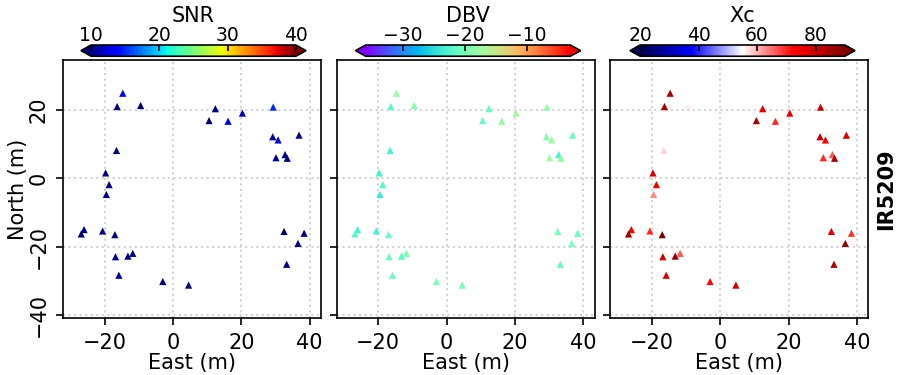 SNR DBV Xc
10 20 30 40 −30 −20 −10 20 40 60 80
20
0
−20
−40
North (m)
−20 0 20 40 −20 0 20 40 −20 0 20 40
East (m) East (m) East (m)
IR5209